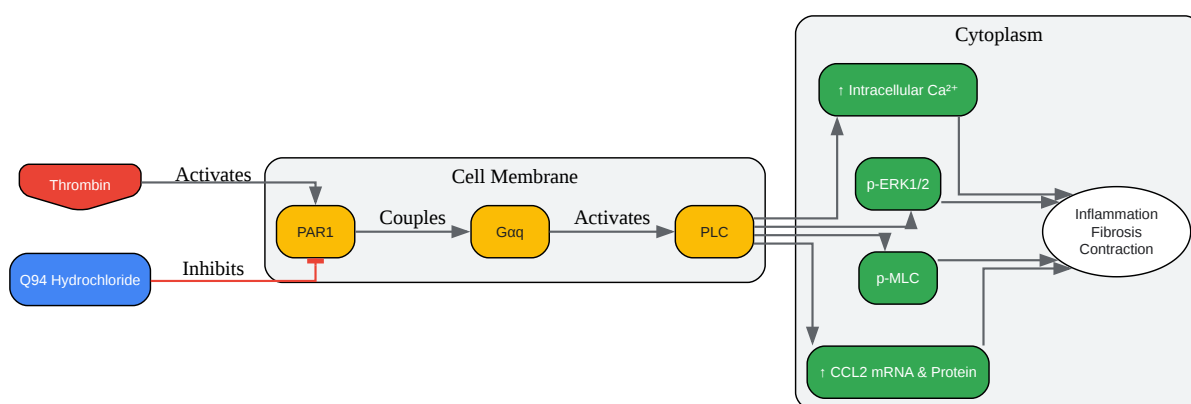 Cytoplasm
↑ Intracellular Ca²⁺
Thrombin
Activates
Cell Membrane
p-ERK1/2
PAR1
Couples
Gαq
Activates
PLC
Inflammation
Fibrosis
Contraction
Q94 Hydrochloride
Inhibits
p-MLC
↑ CCL2 mRNA & Protein